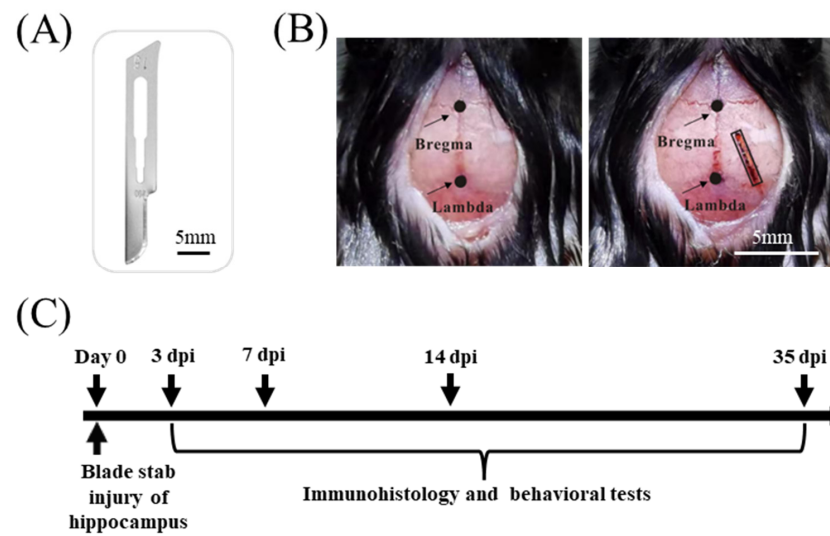 (A)
5mm
(B)
Bregma
Lambda
Bregma
Lambda
5mm
(C)
Day 0
3 dpi
7 dpi
14 dpi
35 dpi
Blade stab
injury of
hippocampus
Immunohistology and behavioral tests